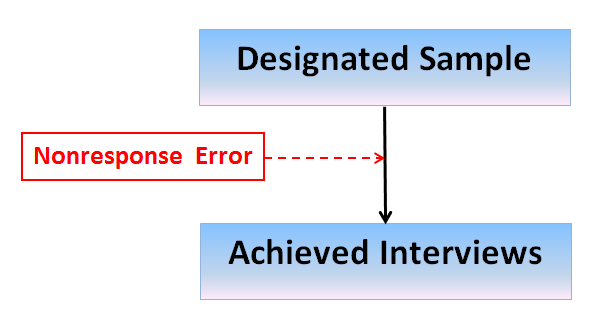 Designated Sample
Nonresponse Error
Achieved Interviews